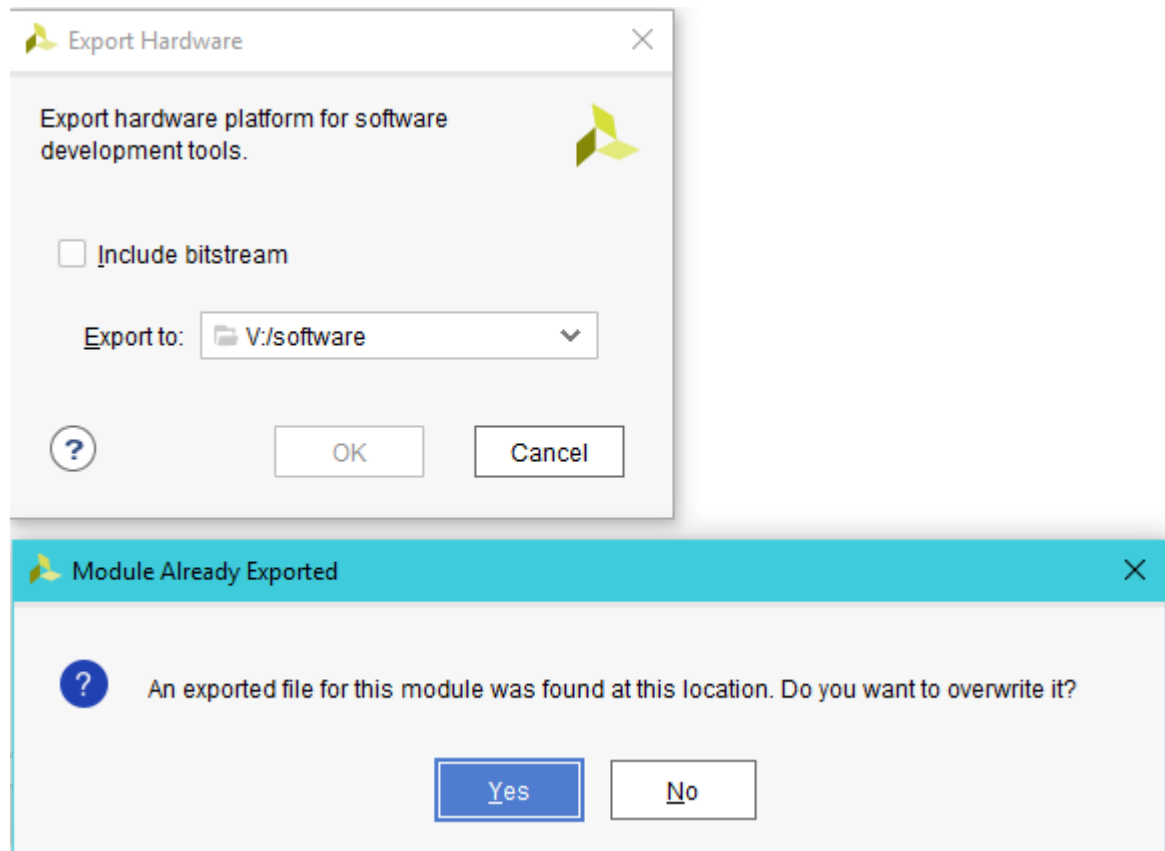 Export Hardware
Export hardware platform for software
development tools.
Include bitstream
Export to: V:/software
? OK Cancel
Module Already Exported
? An exported file for this module was found at this location. Do you want to overwrite it?
Yes No